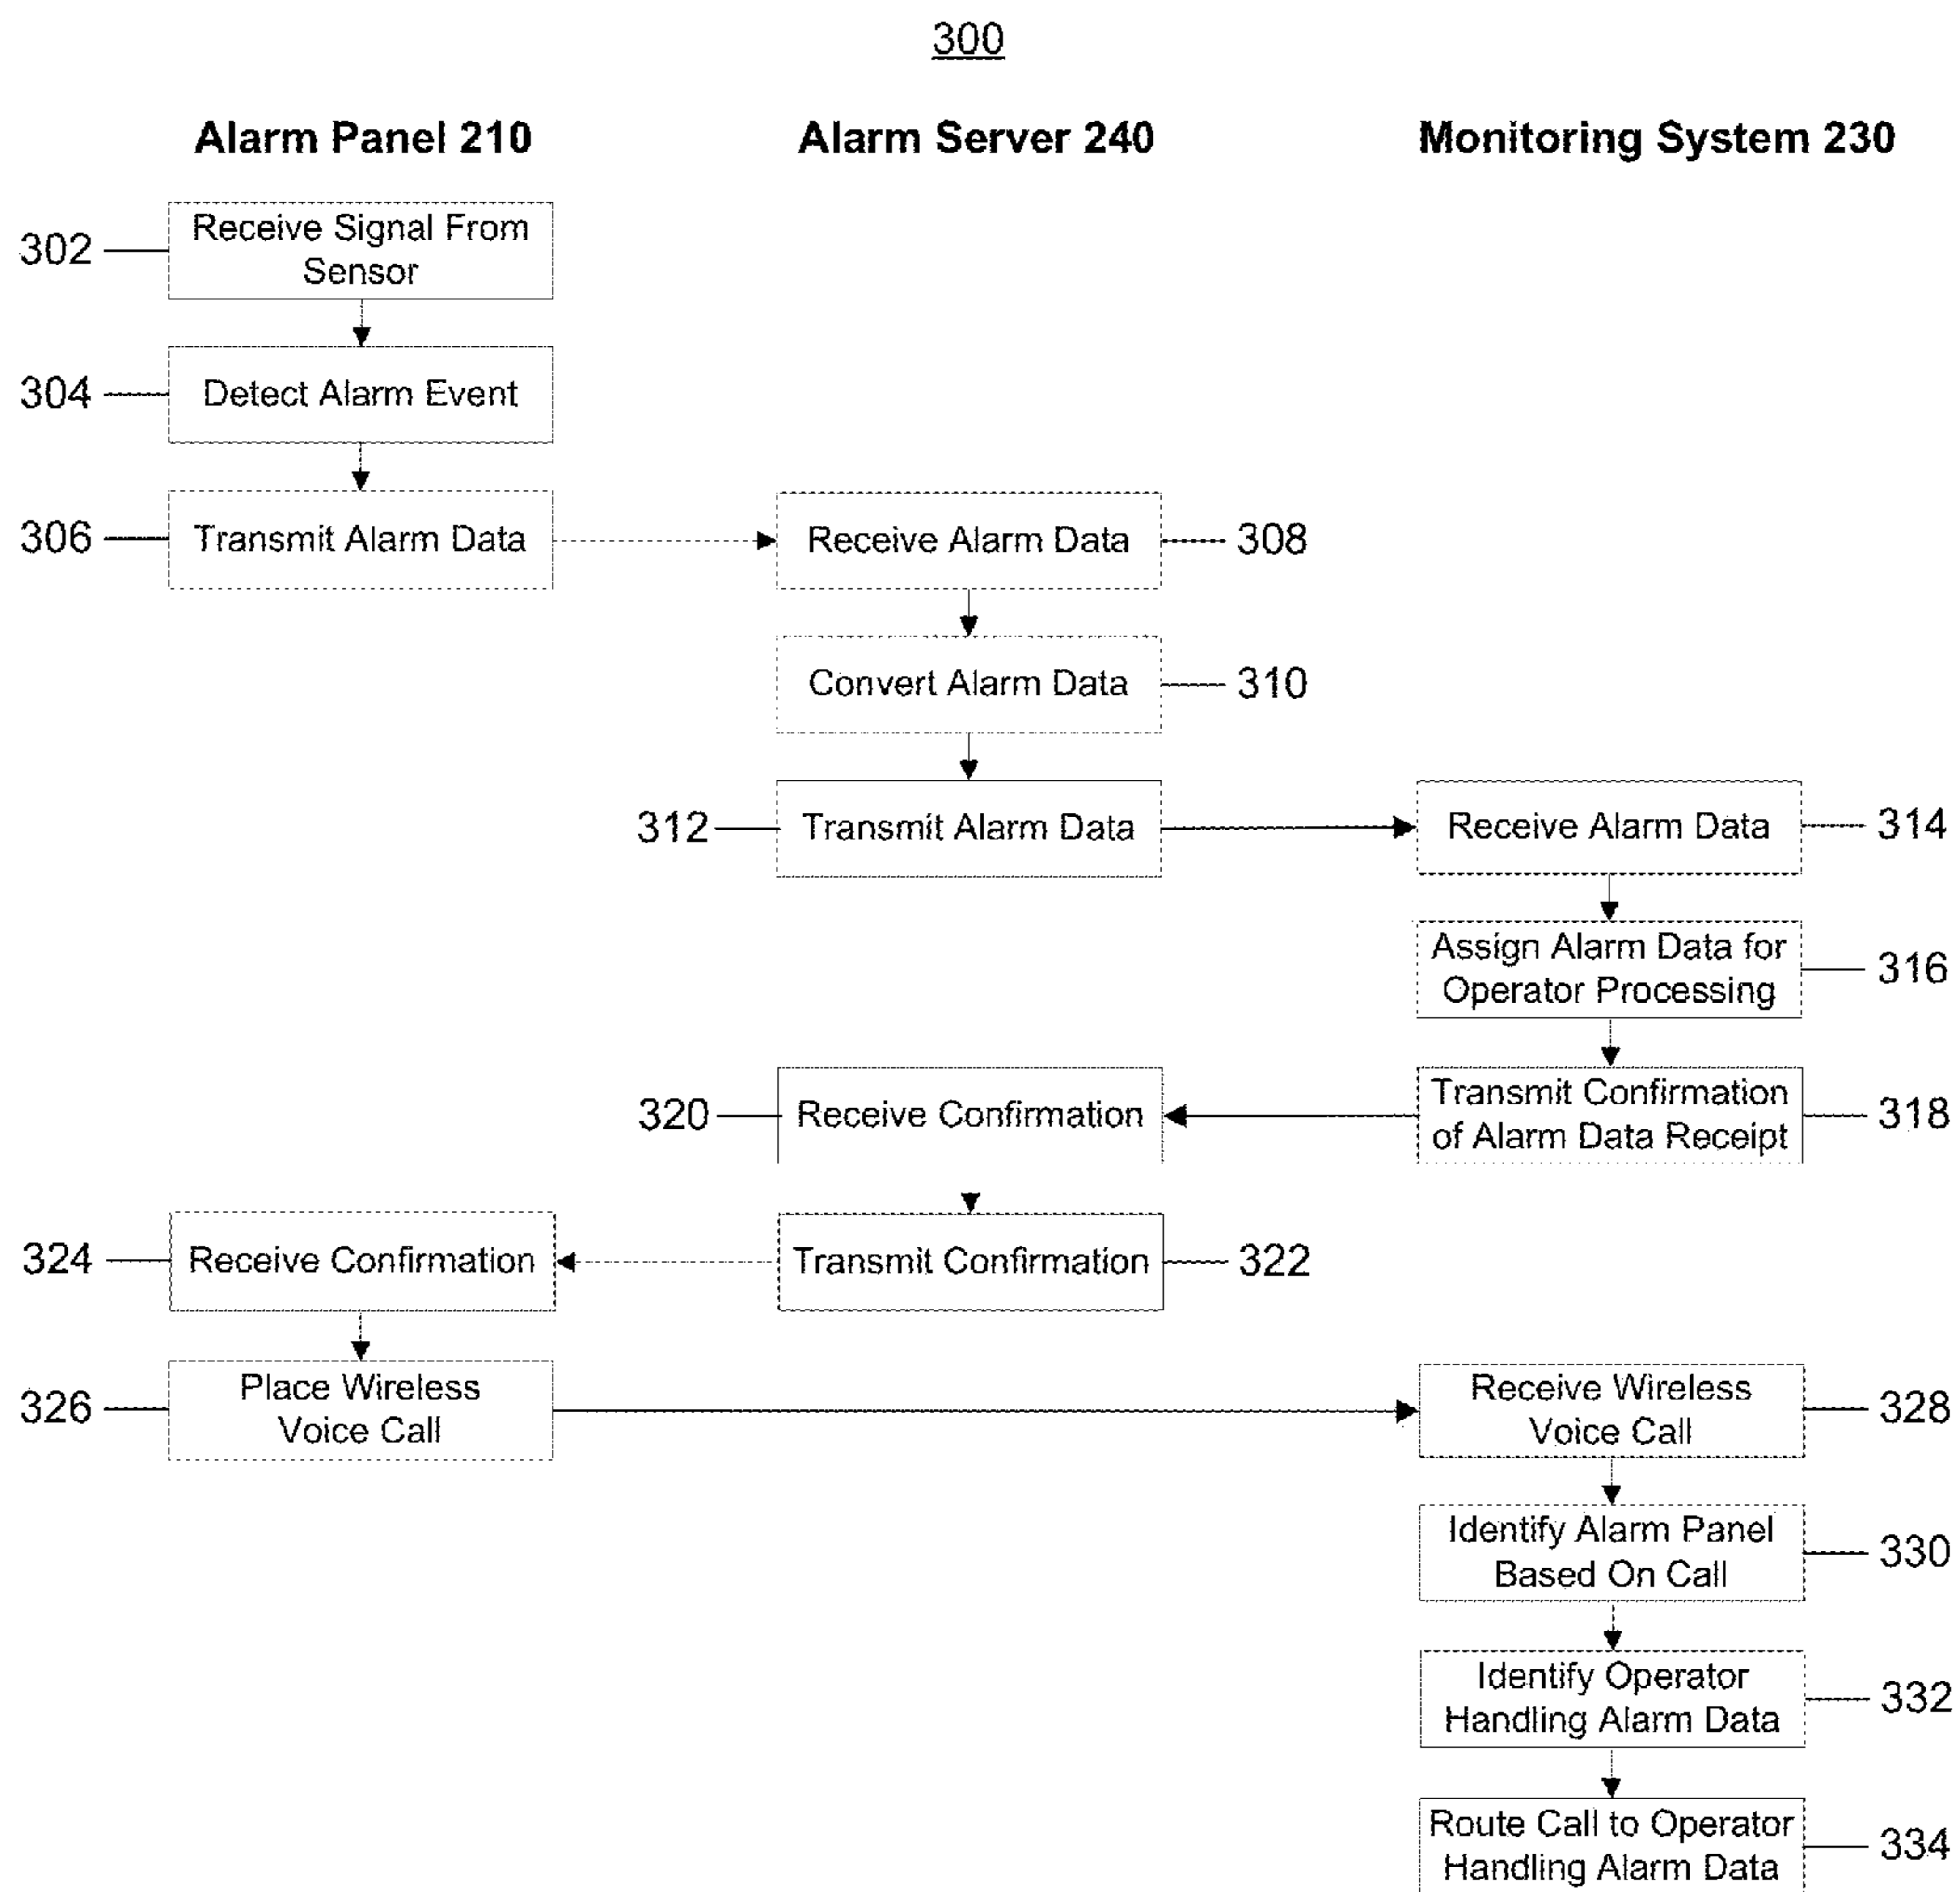 300
Alarm Panel 210
Alarm Server 240
Monitoring System 230
302
Receive Signal From
Sensor
304
Detect Alarm Event
306
Transmit Alarm Data
Receive Alarm Data
308
Convert Alarm Data
310
312
Transmit Alarm Data
Receive Alarm Data
314
Assign Alarm Data for
Operator Processing
316
320
Receive Confirmation
Transmit Confirmation
of Alarm Data Receipt
318
324
Receive Confirmation
Transmit Confirmation
322
326
Place Wireless
Voice Call
Receive Wireless
Voice Call
328
Identify Alarm Panel
Based On Call
330
Identify Operator
Handling Alarm Data
332
Route Call to Operator
Handling Alarm Data
334